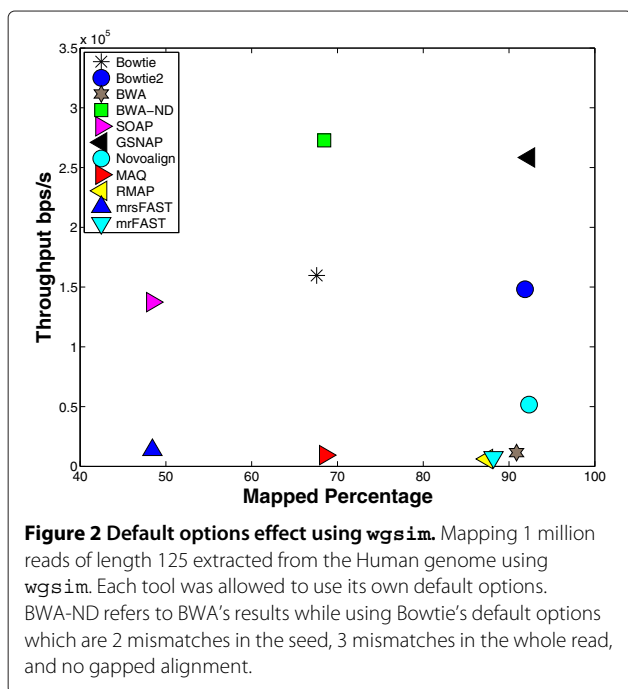 3.5
x 10^5
3
2.5
2
1.5
1
0.5
0
Throughput bps/s
Bowtie
Bowtie2
BWA
BWA−ND
SOAP
GSNAP
Novoalign
MAQ
RMAP
mrsFAST
mrFAST
40 50 60 70 80 90 100
Mapped Percentage
Figure 2 Default options effect using wgsim. Mapping 1 million
reads of length 125 extracted from the Human genome using
wgsim. Each tool was allowed to use its own default options.
BWA-ND refers to BWA's results while using Bowtie's default options
which are 2 mismatches in the seed, 3 mismatches in the whole read,
and no gapped alignment.